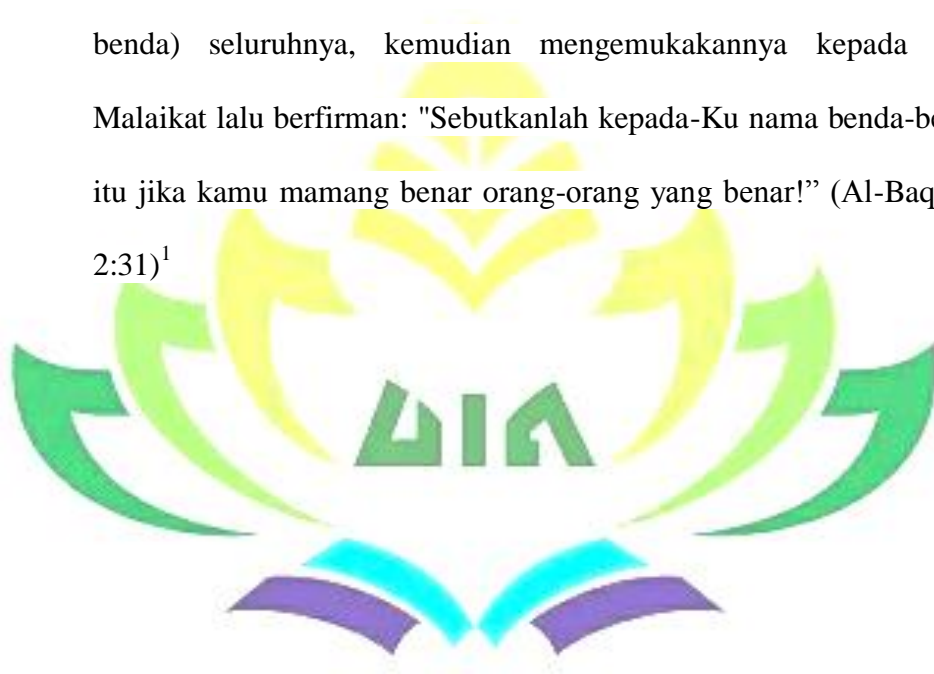 benda) seluruhnya, kemudian mengemukakannya kepada
Malaikat lalu berfirman: "Sebutkanlah kepada-Ku nama
itu jika kamu mamang benar orang-orang yang benar!” (
2:31)¹
UIN